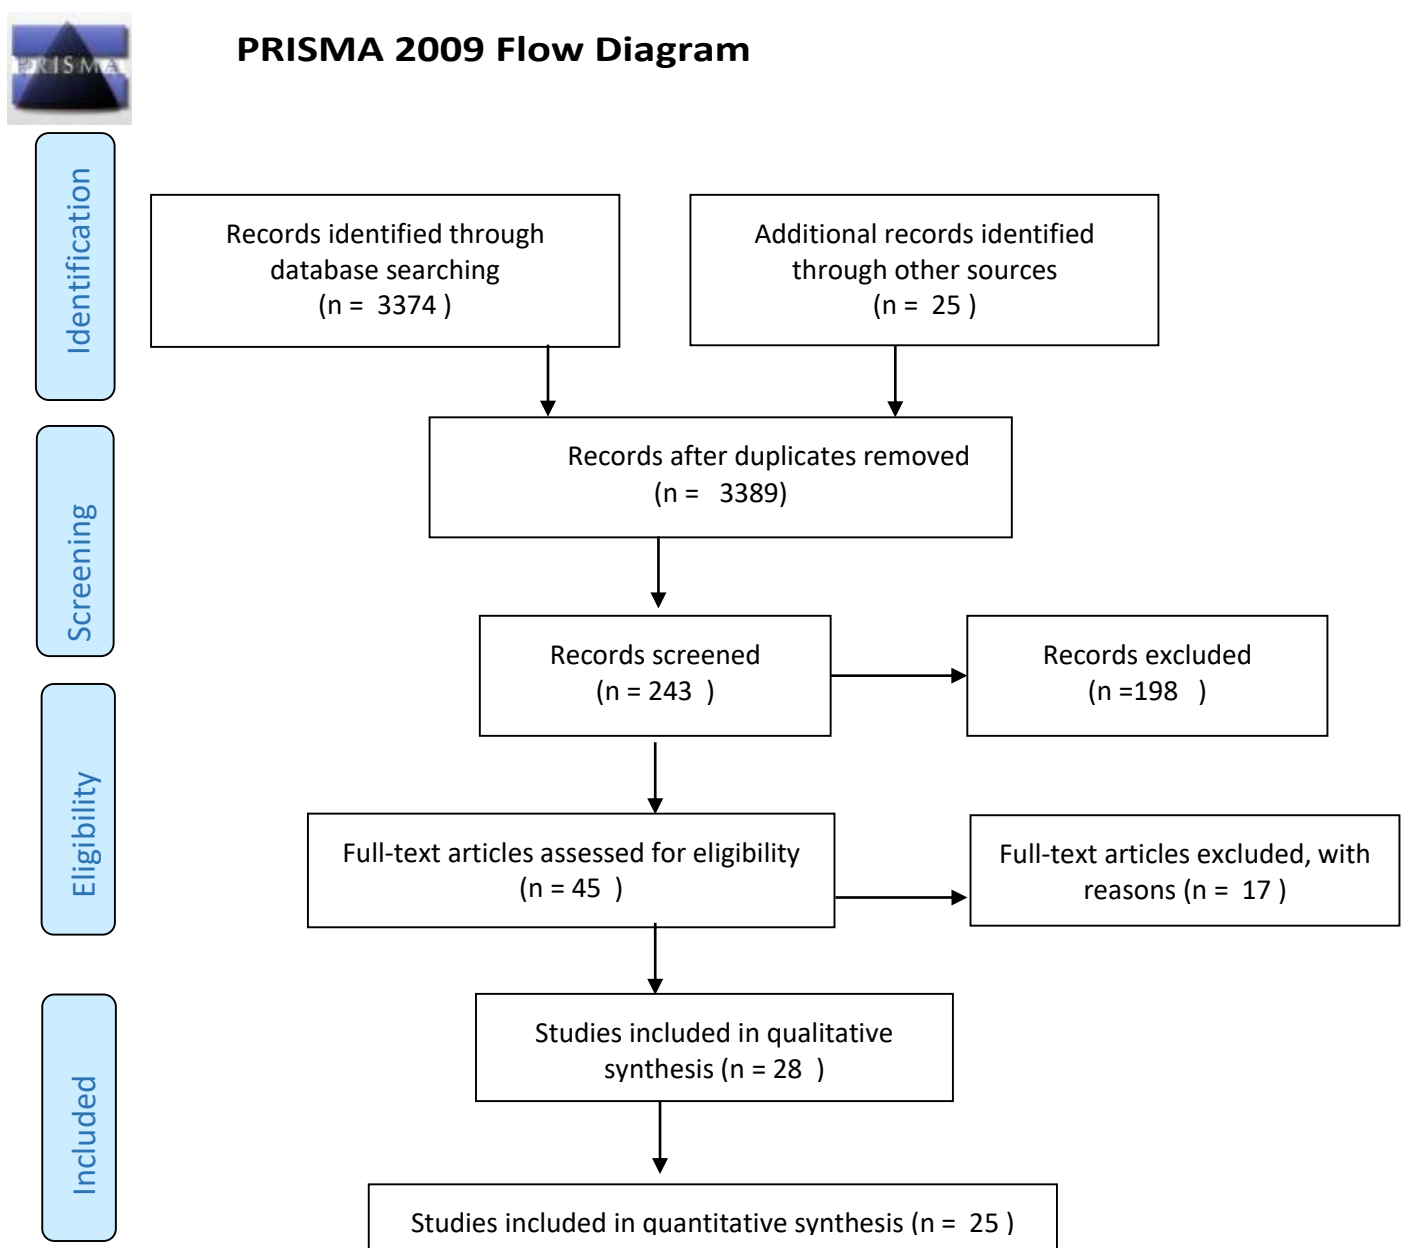 PRISMA
PRISMA 2009 Flow Diagram
Identification
Records identified through
database searching
(n =  3374 )
Additional records identified
through other sources
(n =  25 )
Records after duplicates removed
(n =   3389)
Screening
Records screened
(n = 243  )
Records excluded
(n =198   )
Eligibility
Full-text articles assessed for eligibility
(n = 45  )
Full-text articles excluded, with
reasons (n =  17 )
Included
Studies included in qualitative
synthesis (n = 28  )
Studies included in quantitative synthesis (n =  25 )